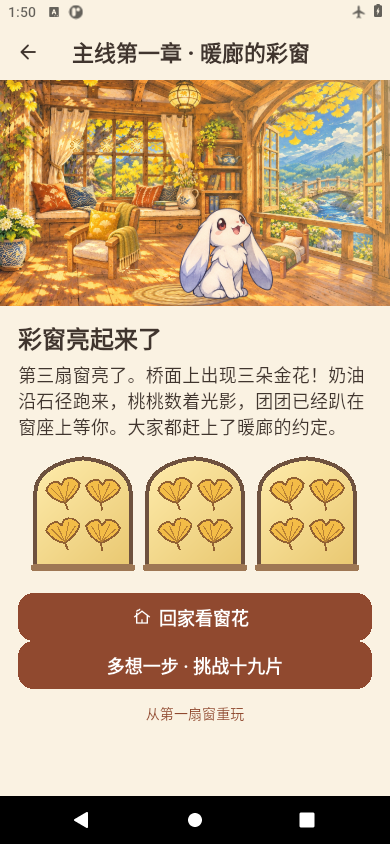 1:50
主线第一章 · 暖廊的彩窗
彩窗亮起来了
第三扇窗亮了。桥面上出现三朵金花！奶油
沿石径跑来，桃桃数着光影，团团已经趴在
窗座上等你。大家都赶上了暖廊的约定。
回家看窗花
多想一步 · 挑战十九片
从第一扇窗重玩